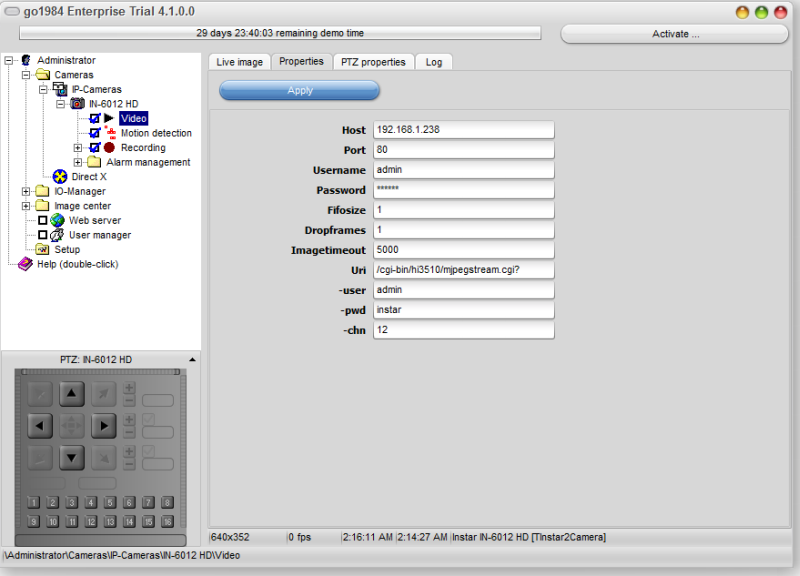 go1984 Enterprise Trial 4.1.0.0
29 days 23:40:03 remaining demo time
Activate ...
Administrator
Cameras
IP-Cameras
IN-6012 HD
Video
Motion detection
Recording
Alarm management
Direct X
IO-Manager
Image center
Web server
User manager
Setup
Help (double-click)
Live image Properties PTZ properties Log
Apply
Host 192.168.1.238
Port 80
Username admin
Password ******
Fifosize 1
Dropframes 1
Imagetimeout 5000
Uri /cgi-bin/hi3510/mjpegstream.cgi?
-user admin
-pwd instar
-chn 12
PTZ: IN-6012 HD
1 2 3 4 5 6 7 8
9 10 11 12 13 14 15 16
640x352 0 fps 2:16:11 AM 2:14:27 AM Instar IN-6012 HD [TInstar2Camera]
\Administrator\Cameras\IP-Cameras\IN-6012 HD\Video